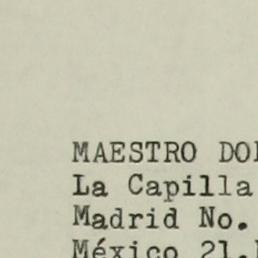 MAESTRO DO
La Capilla
Madrid No.
México 21.